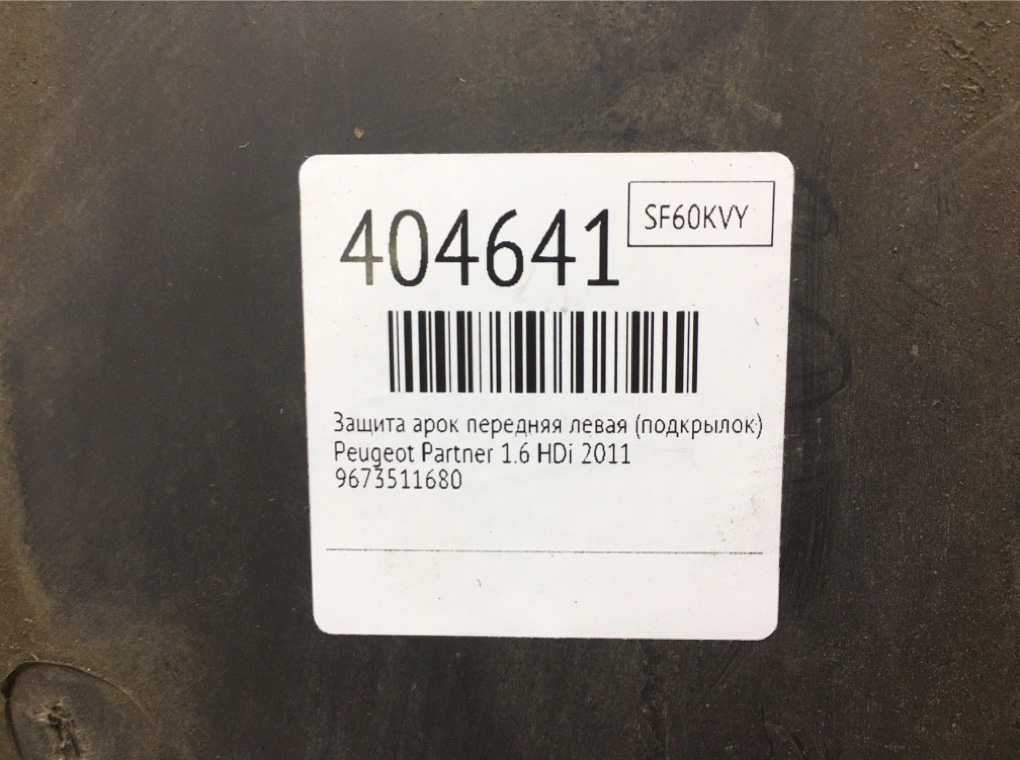 404641
SF60KVY
Защита арок передняя левая (подкрылок)
Peugeot Partner 1.6 HDi 2011
9673511680